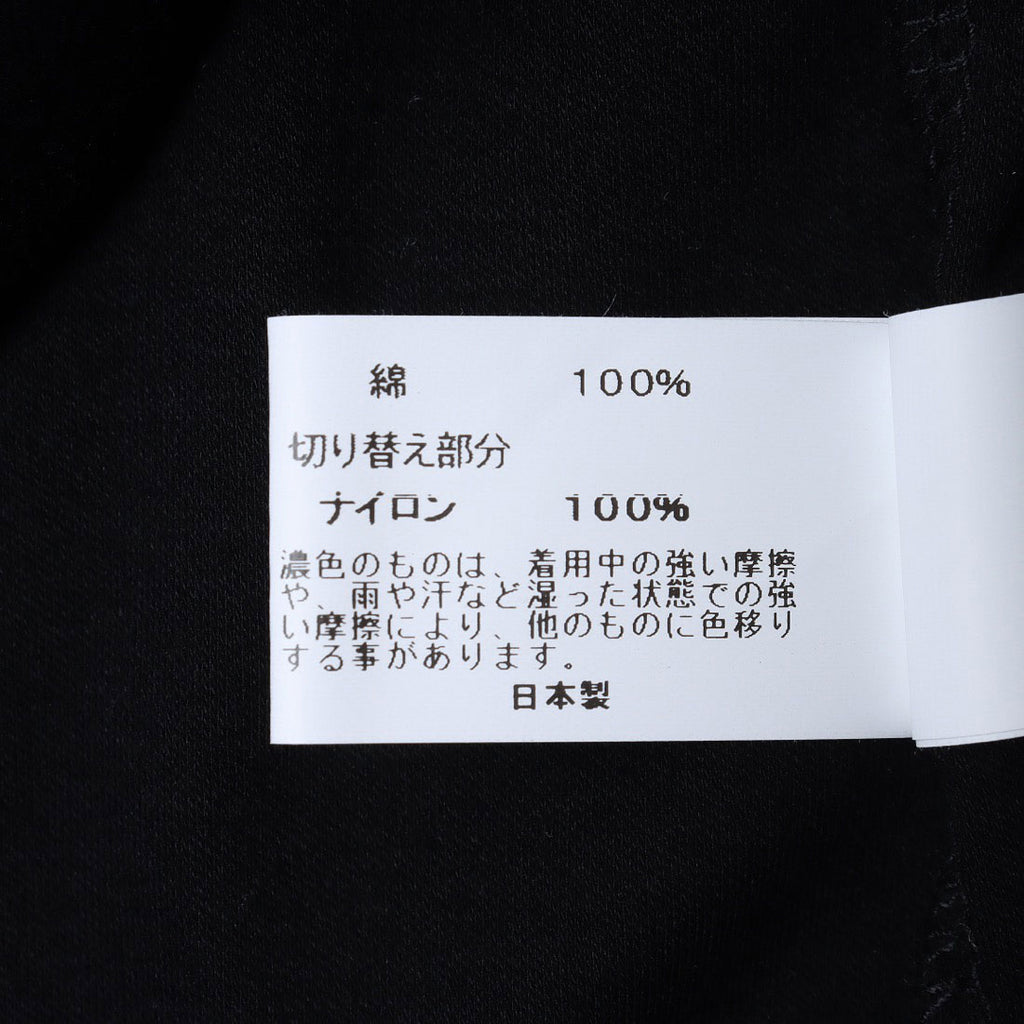 綿 100%
切り替え部分
ナイロン 100%
濃色のものは、着用中の強い摩擦
や、雨や汗など湿った状態での強
い摩擦により、他のものに色移り
する事があります。
日本製